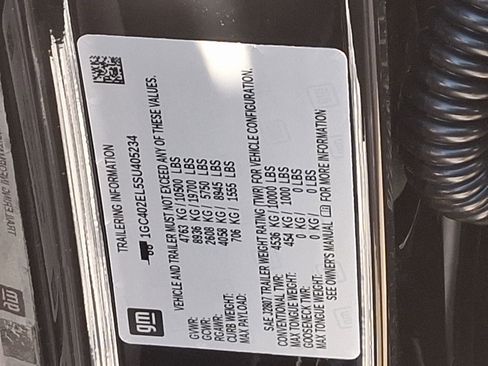 gm
TRAILERING INFORMATION
1GC402EL5SU405234
VEHICLE AND TRAILER MUST NOT EXCEED ANY OF THESE VALUES.
GVWR: 4763 KG / 10500 LBS
GCWR: 8936 KG / 19700 LBS
RGAWR: 2608 KG / 5750 LBS
CURB WEIGHT: 4058 KG / 8945 LBS
MAX PAYLOAD: 706 KG / 1555 LBS
SAE J2807 TRAILER WEIGHT RATING (TWR) FOR VEHICLE CONFIGURATION.
CONVENTIONAL TWR: 4536 KG / 10000 LBS
MAX TONGUE WEIGHT: 454 KG / 1000 LBS
GOOSENECK TWR: 0 KG / 0 LBS
MAX TONGUE WEIGHT: 0 KG / 0 LBS
SEE OWNER'S MANUAL FOR MORE INFORMATION
gm